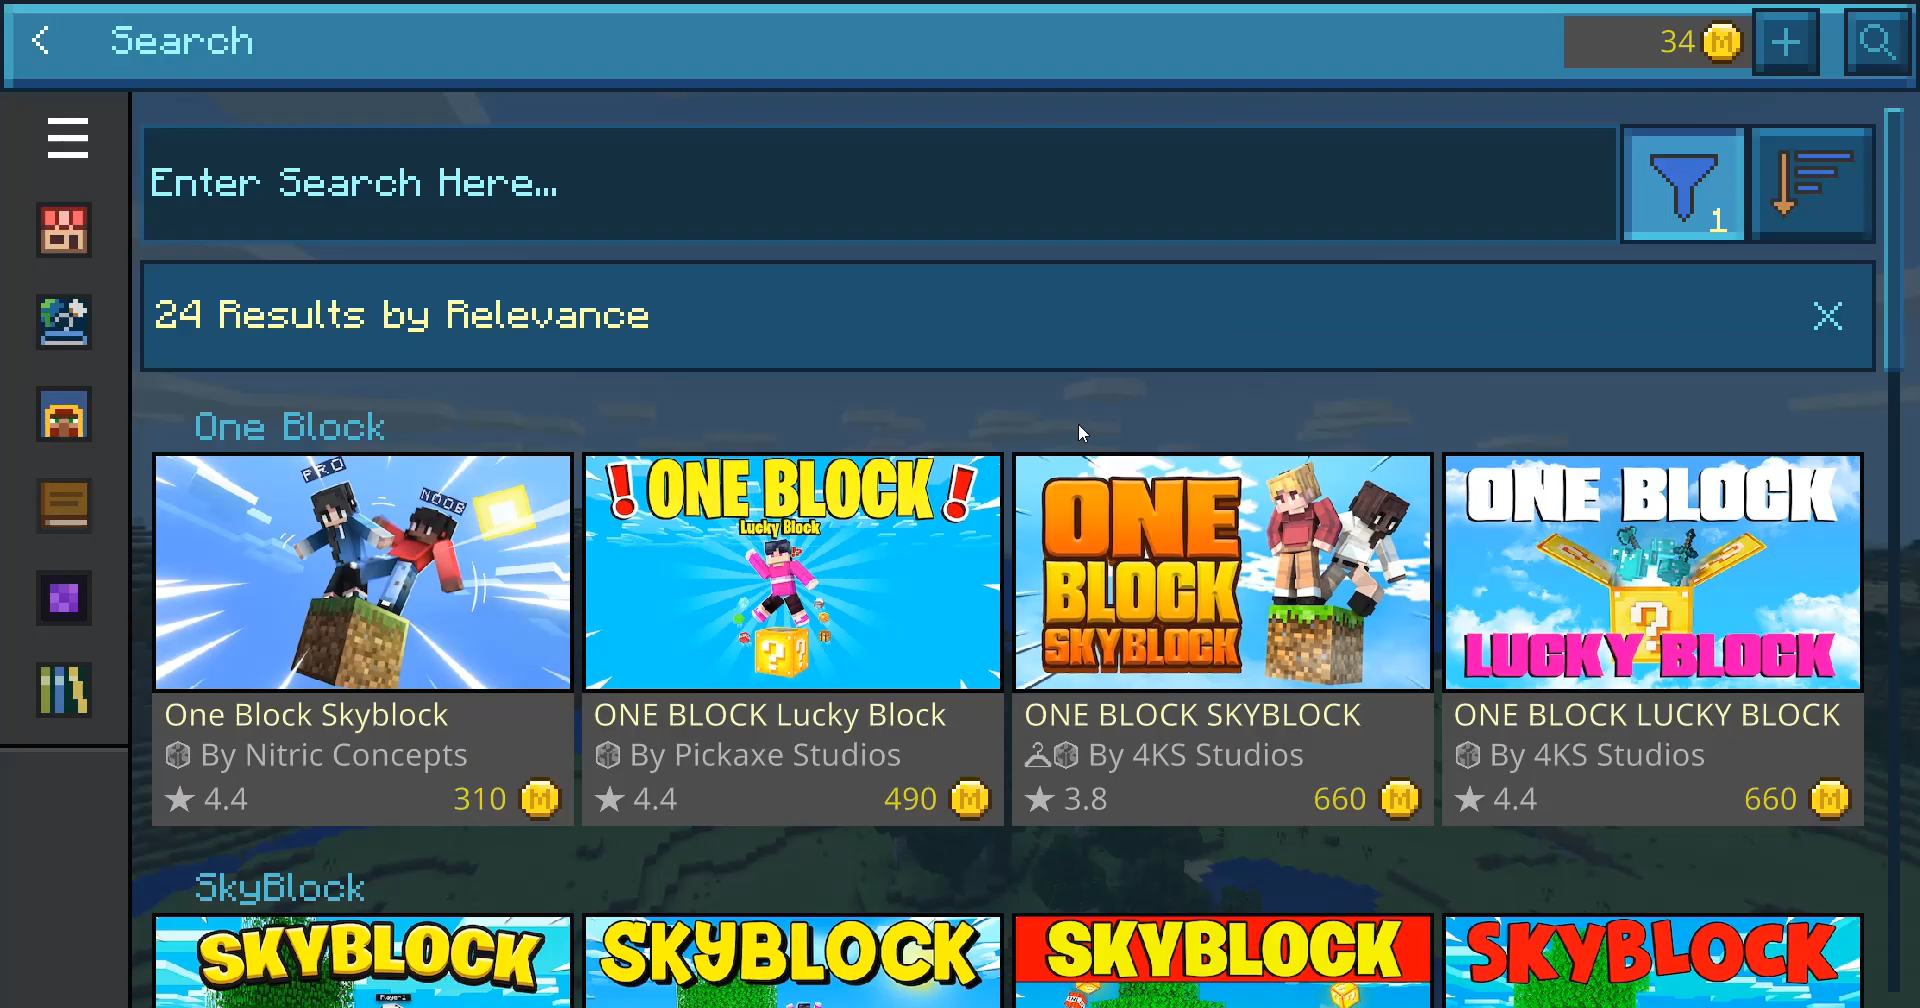 Search
34
Enter Search Here...
1
24 Results by Relevance
One Block
PRO
NOOB
ONE BLOCK
Lucky Block
ONE
BLOCK
SKYBLOCK
ONE BLOCK
LUCKY BLOCK
One Block Skyblock
By Nitric Concepts
4.4
310
ONE BLOCK Lucky Block
By Pickaxe Studios
4.4
490
ONE BLOCK SKYBLOCK
By 4KS Studios
3.8
660
ONE BLOCK LUCKY BLOCK
By 4KS Studios
4.4
660
SkyBlock
SKYBLOCK
SKYBLOCK
SKYBLOCK
SKYBLOCK